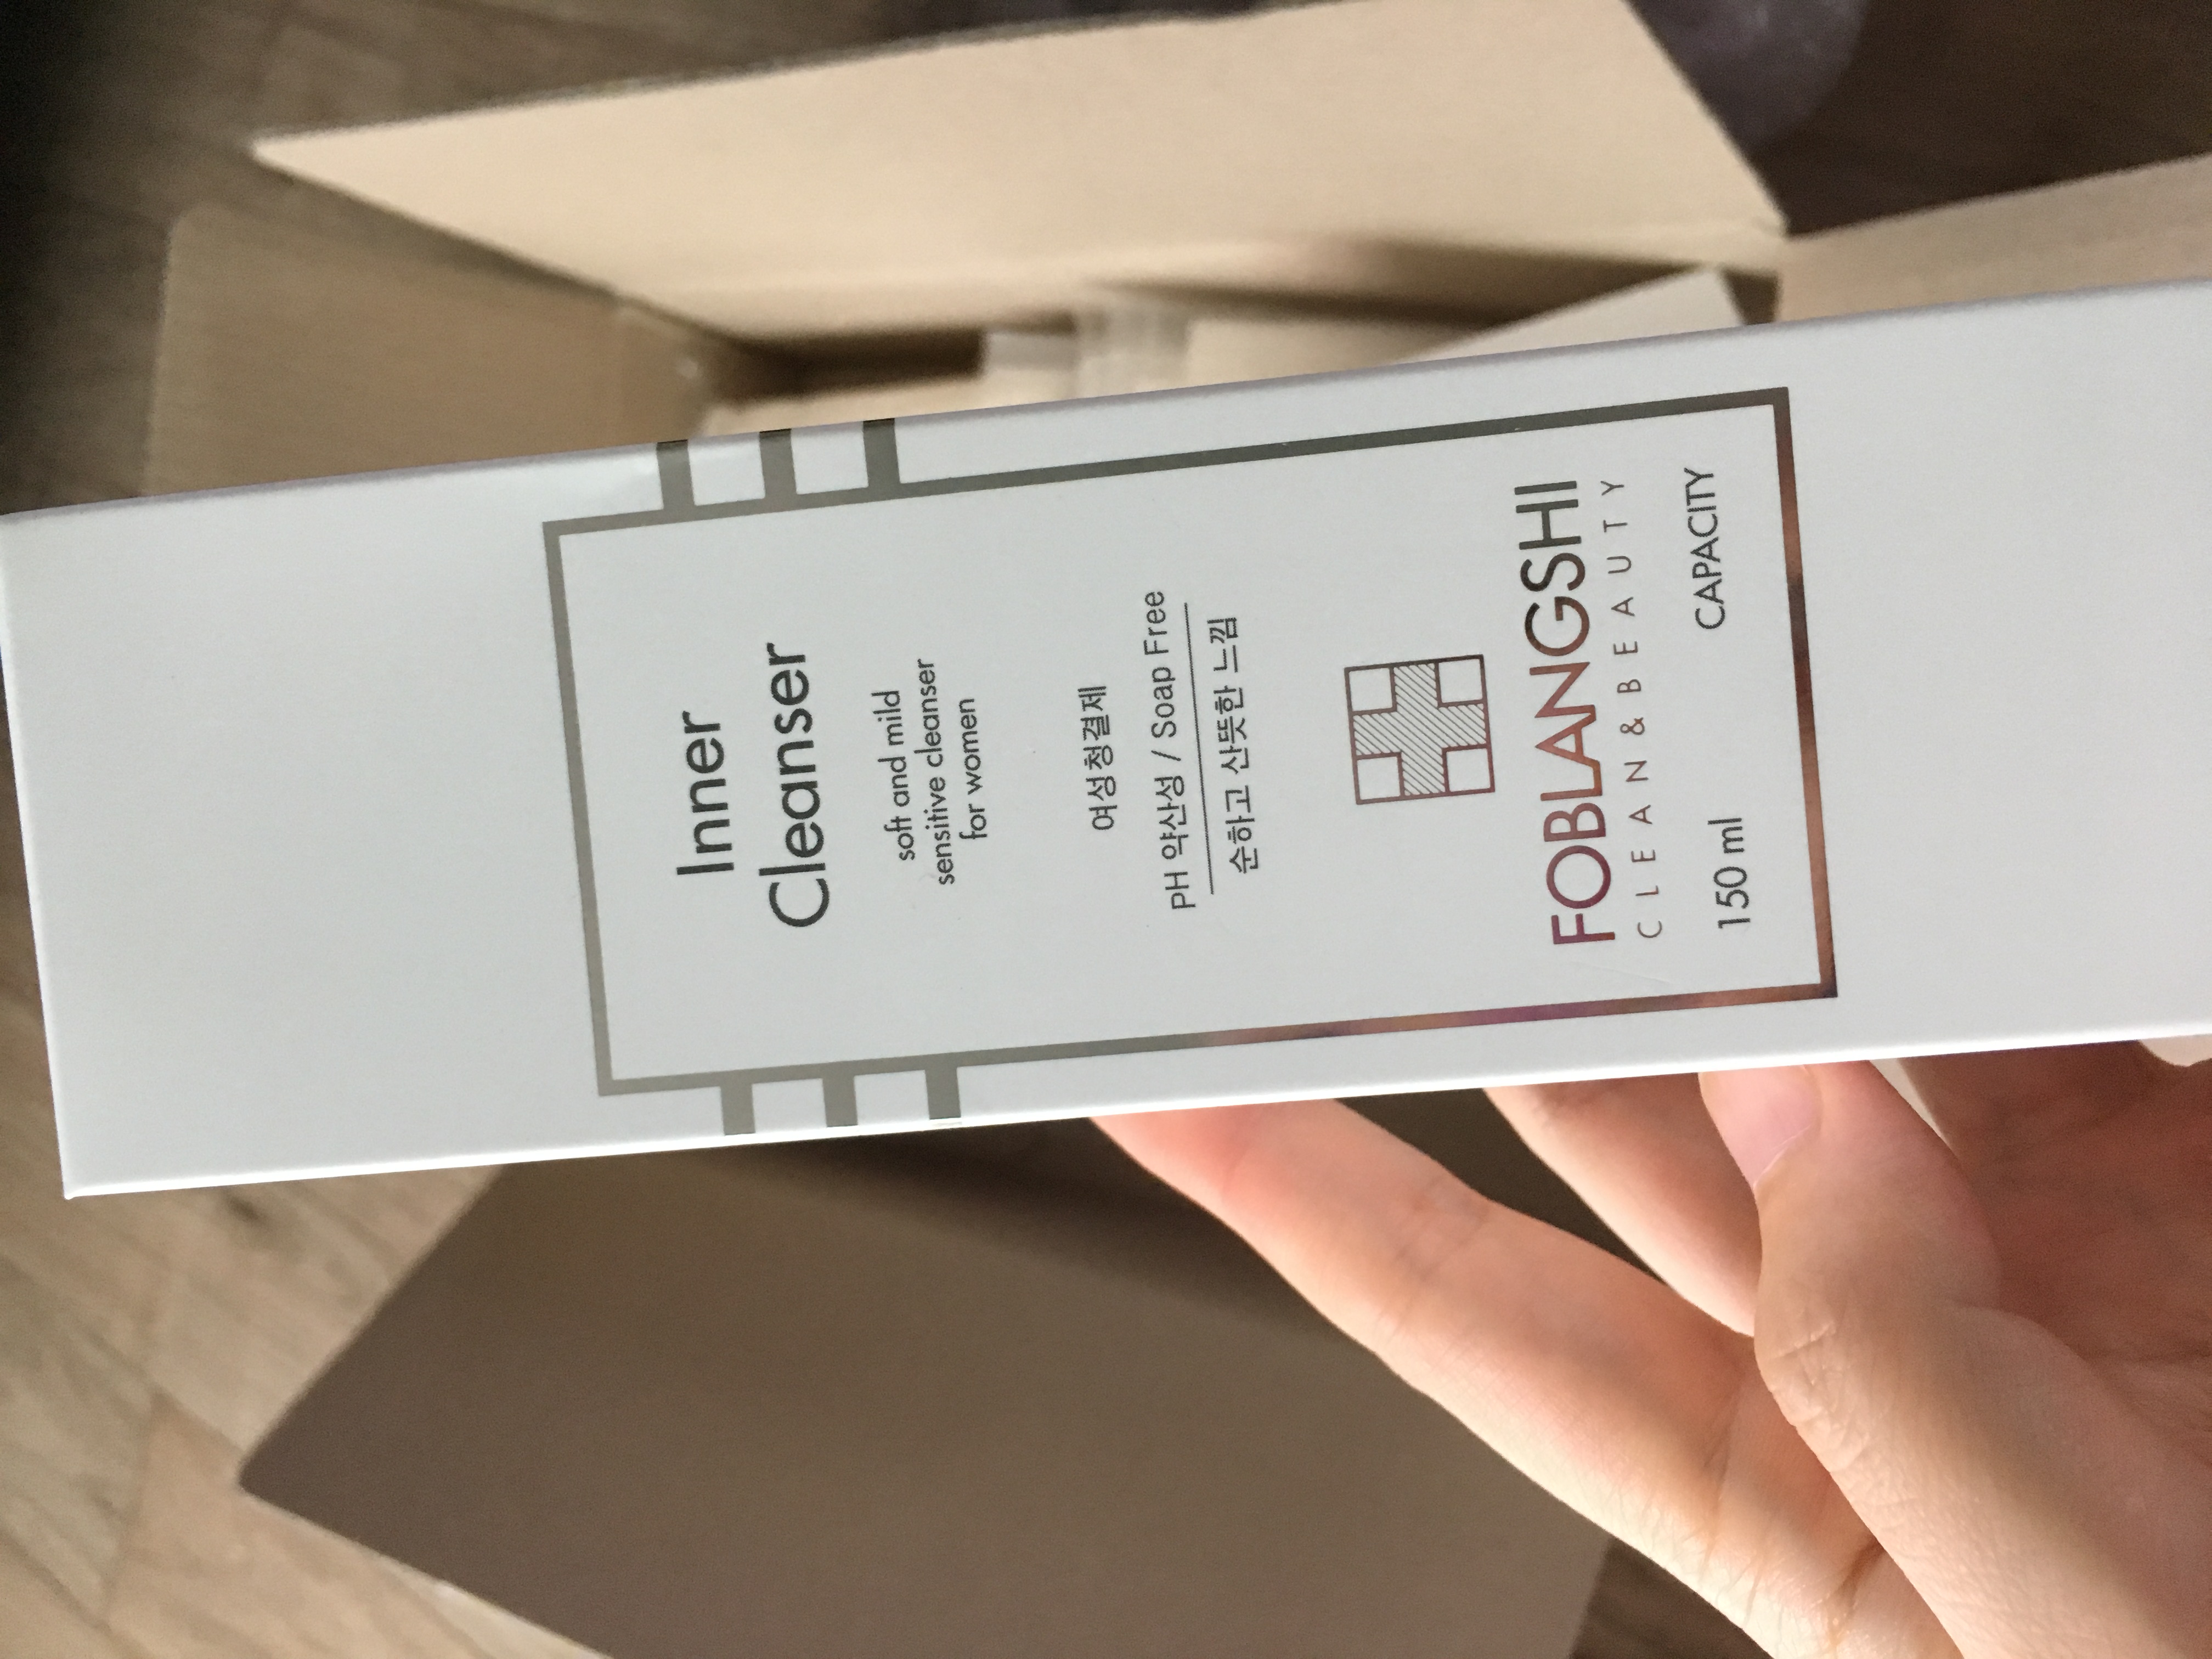 Inner
Cleanser
soft and mild
sensitive cleanser
for women
여성청결제
PH 약산성 / Soap Free
순하고 산뜻한 느낌
FOBLANGSHI
CLEAN&BEAUTY
150 ml CAPACITY